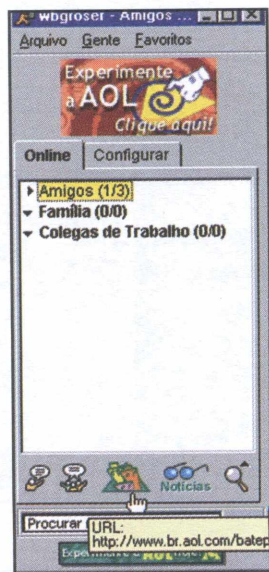 wbgroser - Amigos ...
Arquivo Gente Favoritos
Experimente
a AOL
Clique aqui!
Online Configurar
Amigos (1/3)
Família (0/0)
Colegas de Trabalho (0/0)
Notícias
Procurar
URL:
http://www.br.aol.com/batep
AOL